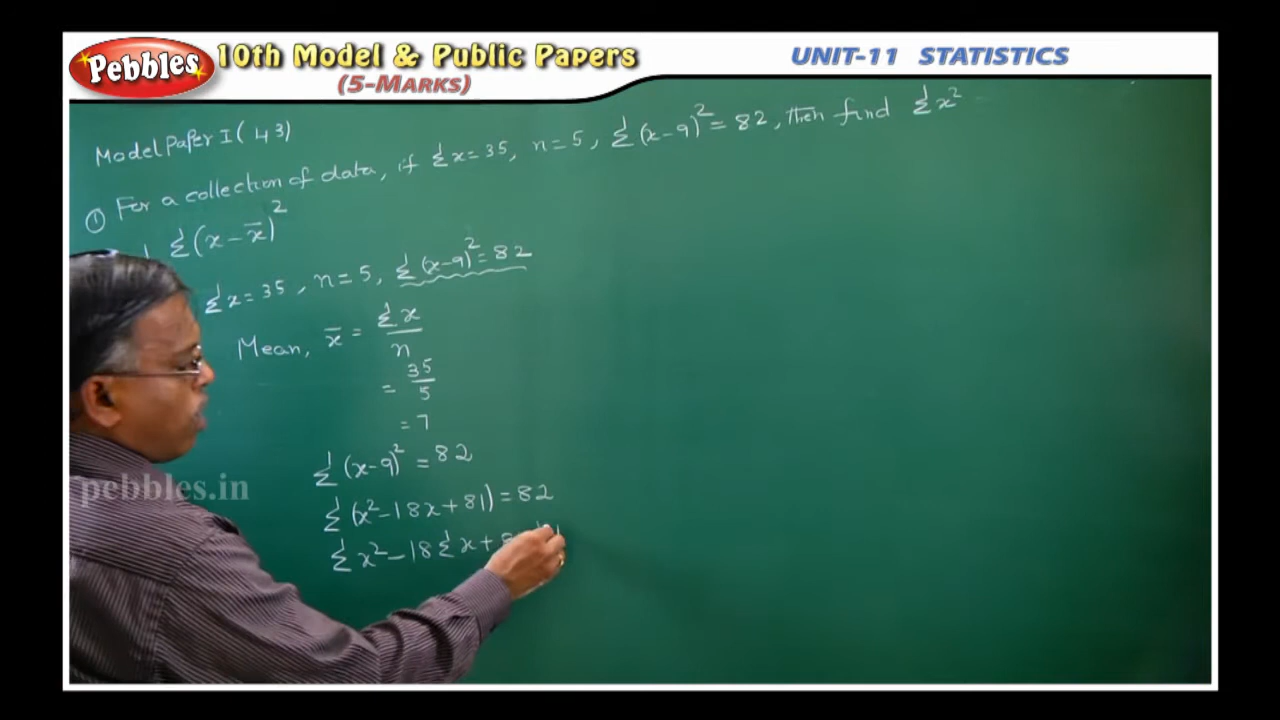 Pebbles
10th Model & Public Papers
(5-MARKS)
UNIT-11 STATISTICS
Model Paper I (43)
① For a collection of data, if Σx = 35, n = 5, Σ(x-9)² = 82, then find Σx²
Σ(x-x̄)²
Σx = 35, n = 5, Σ(x-9)² = 82
Mean, x̄ = Σx / n
= 35 / 5
= 7
Σ(x-9)² = 82
Σ(x²-18x+81) = 82
Σx² - 18Σx + 8
pebbles.in